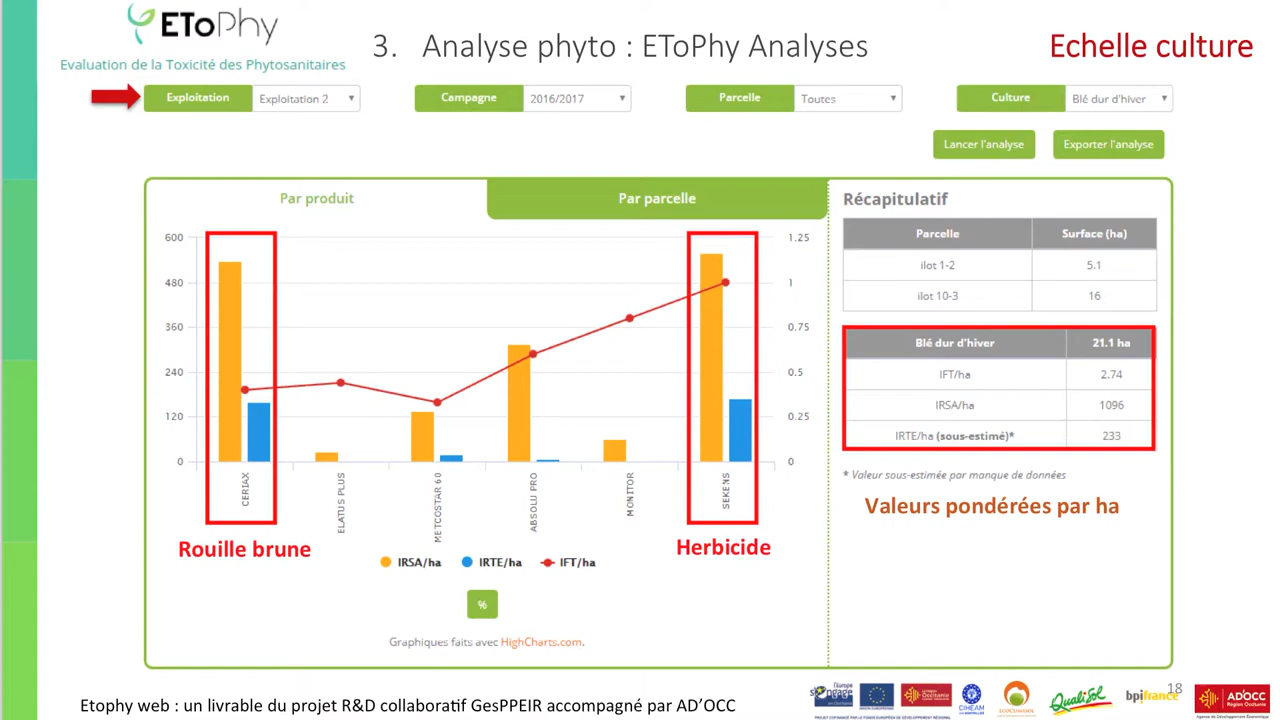 EToPhy
Evaluation de la Toxicité des Phytosanitaires
3. Analyse phyto : EToPhy Analyses
Echelle culture
Exploitation
Exploitation 2
Campagne
2016/2017
Parcelle
Toutes
Culture
Blé dur d'hiver
Lancer l'analyse
Exporter l'analyse
Par produit
Par parcelle
600
480
360
240
120
0
1.25
1
0.75
0.5
0.25
0
CERIAX
ELATUS PLUS
METCOSTAR 60
ABSOLU PRO
MONITOR
SEKENS
Rouille brune
Herbicide
IRSA/ha
IRTE/ha
IFT/ha
%
Graphiques faits avec HighCharts.com.
Récapitulatif
Parcelle Surface (ha)
ilot 1-2 5.1
ilot 10-3 16
Blé dur d'hiver 21.1 ha
IFT/ha 2.74
IRSA/ha 1096
IRTE/ha (sous-estimé)* 233
* Valeur sous-estimée par manque de données
Valeurs pondérées par ha
Etophy web : un livrable du projet R&D collaboratif GesPPEIR accompagné par AD'OCC
l'Europe
s'engage
CIHEAM
QualiSol
bpifrance
18
AD'OCC
Région Occitanie